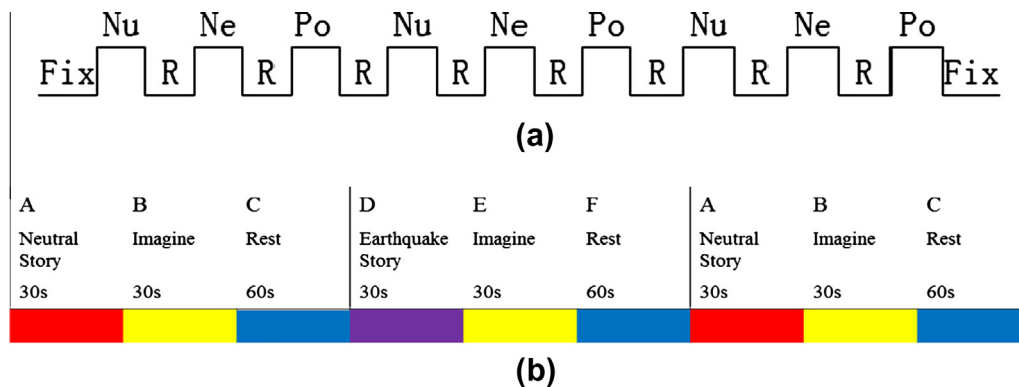 Nu Ne Po Nu Ne Po Nu Ne Po
Fix R R R R R R R R Fix
(a)
A B C D E F A B C
Neutral Story Imagine Rest Earthquake Story Imagine Rest Neutral Story Imagine Rest
30s 30s 60s 30s 30s 60s 30s 30s 60s
(b)